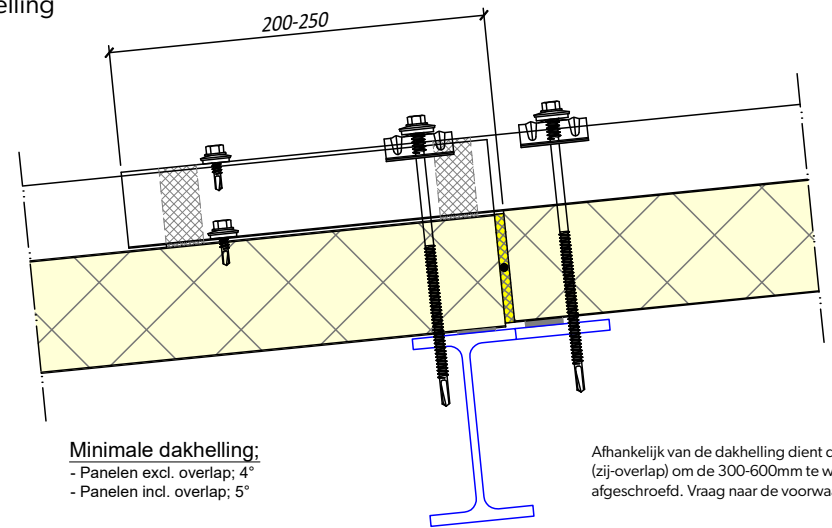 elling
200-250
Minimale dakhelling;
- Panelen excl. overlap; 4°
- Panelen incl. overlap; 5°
Afhankelijk van de dakhelling dient d
(zij-overlap) om de 300-600mm te w
afgeschroefd. Vraag naar de voorwa